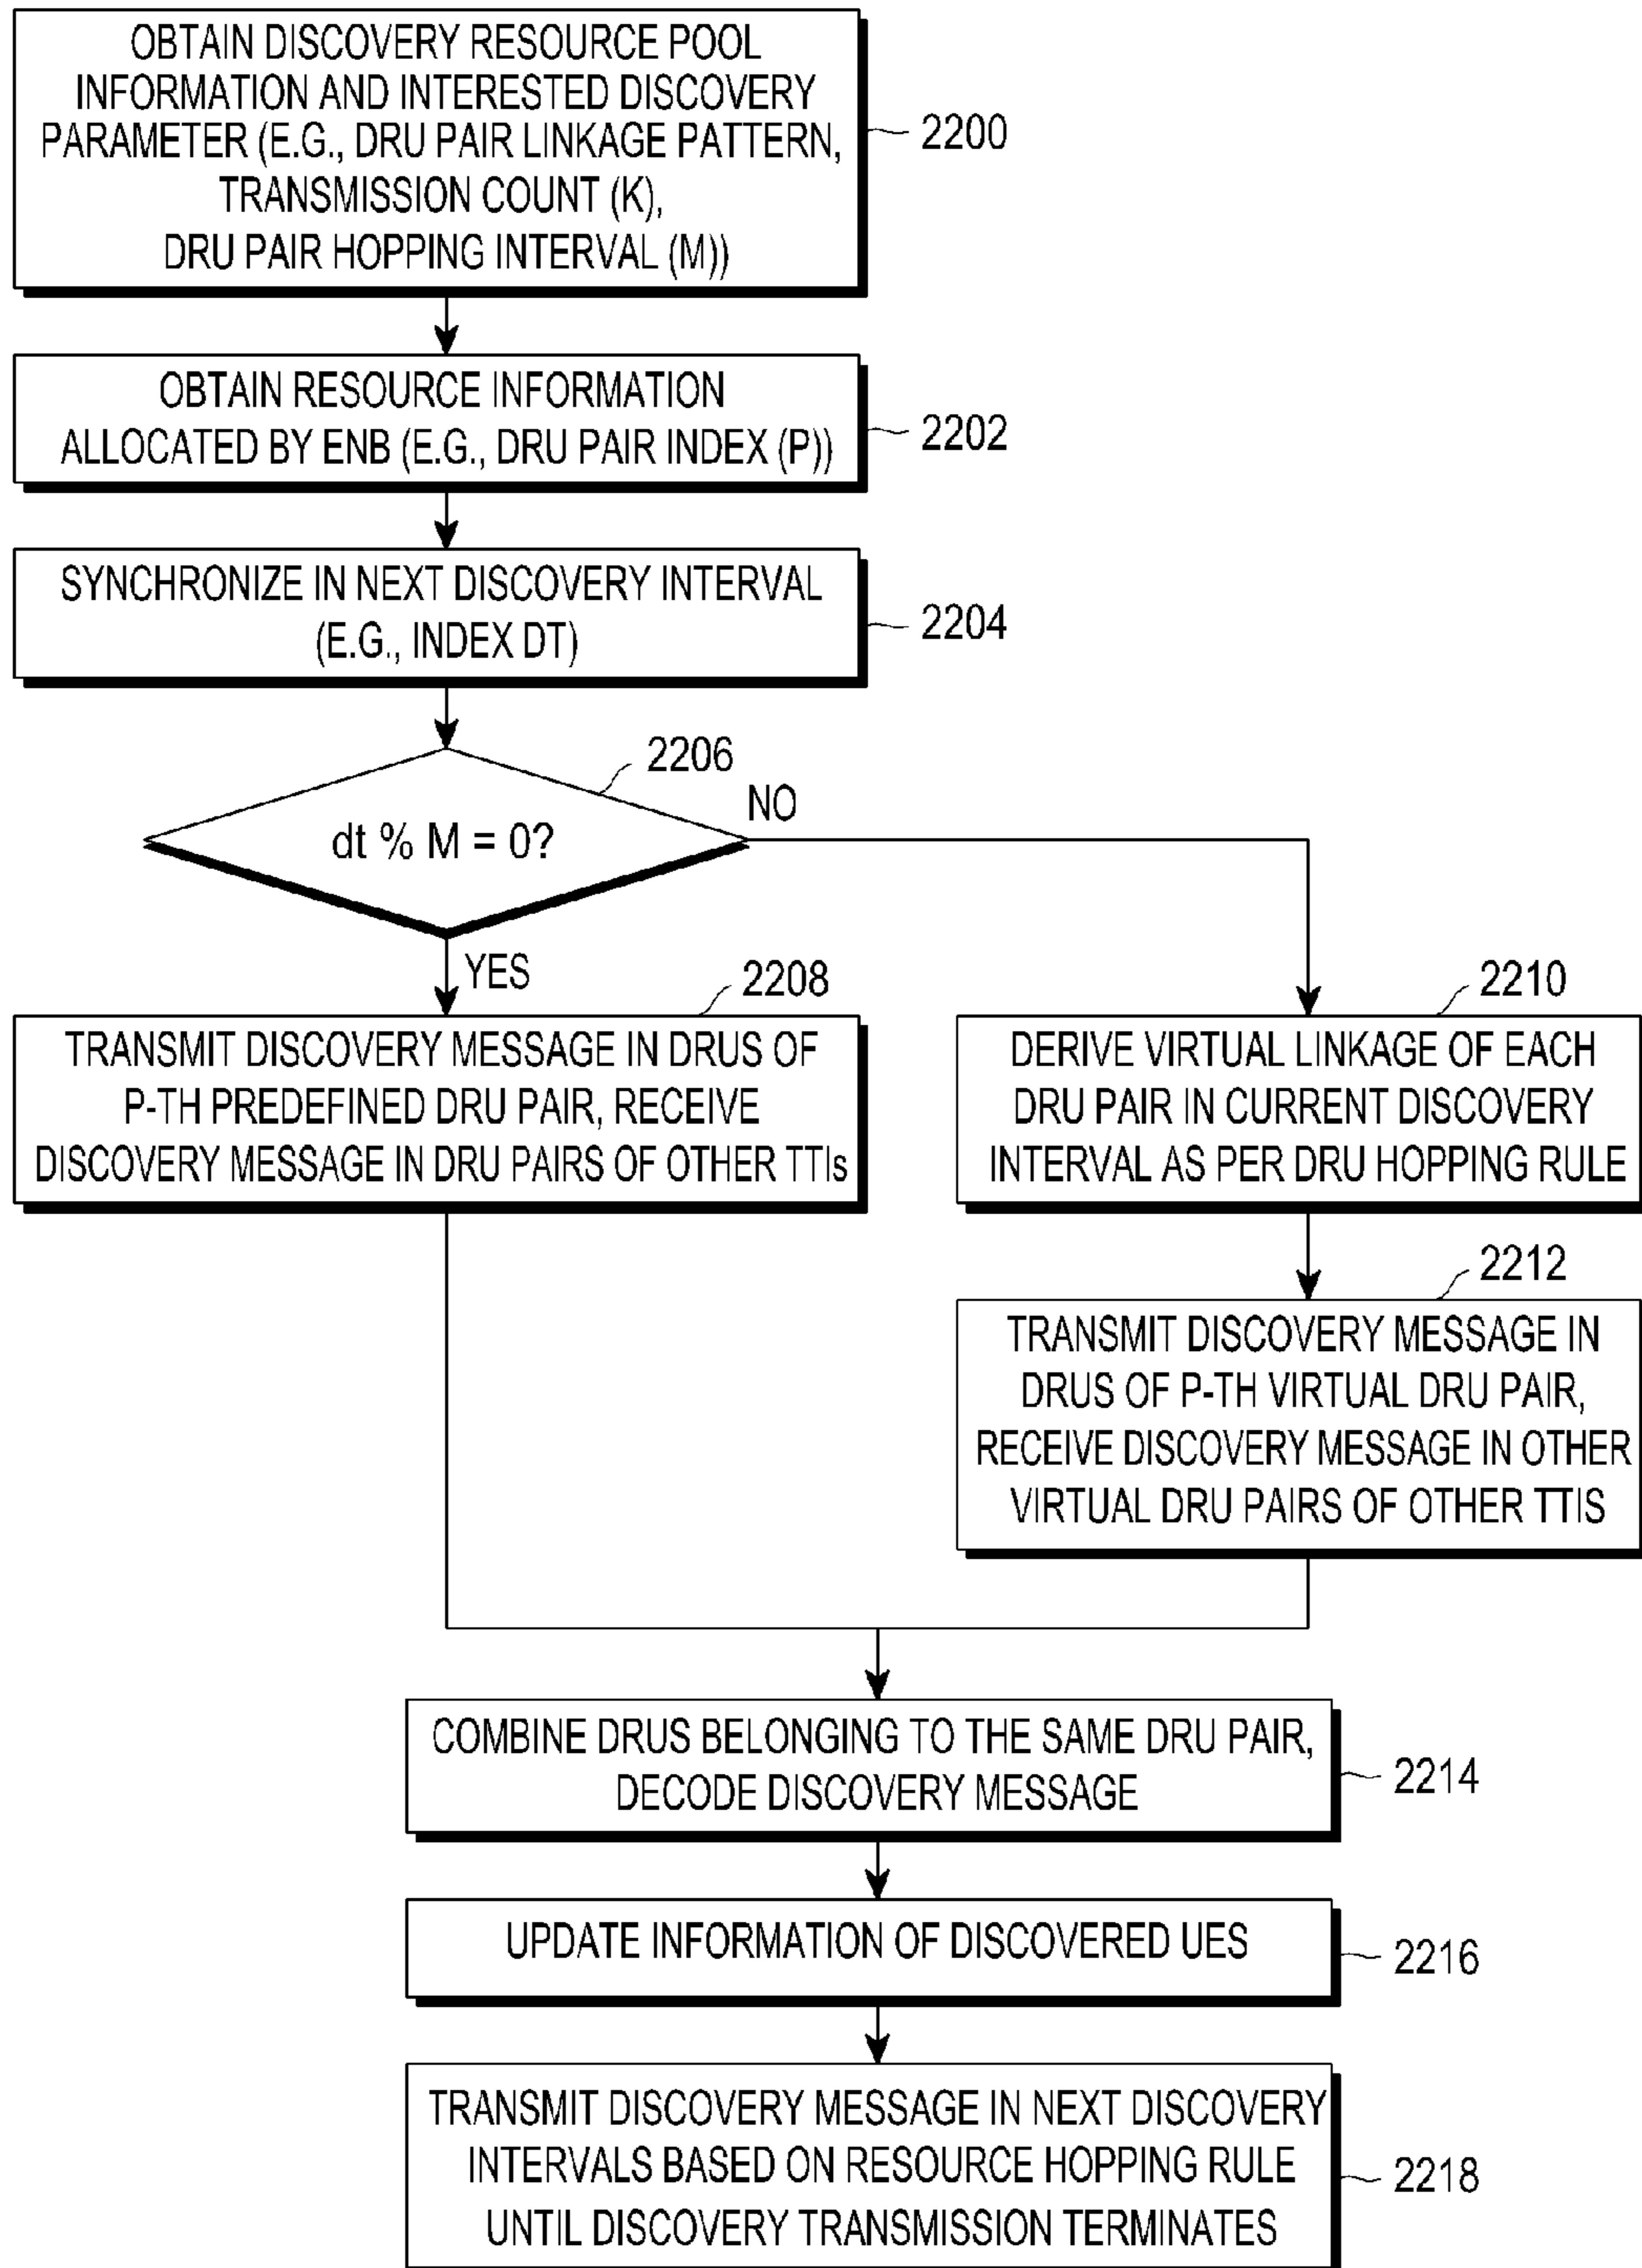 OBTAIN DISCOVERY RESOURCE POOL
INFORMATION AND INTERESTED DISCOVERY
PARAMETER (E.G., DRU PAIR LINKAGE PATTERN,
TRANSMISSION COUNT (K),
DRU PAIR HOPPING INTERVAL (M))
2200
OBTAIN RESOURCE INFORMATION
ALLOCATED BY ENB (E.G., DRU PAIR INDEX (P))
2202
SYNCHRONIZE IN NEXT DISCOVERY INTERVAL
(E.G., INDEX DT)
2204
2206
dt % M = 0?
NO
YES
2208
TRANSMIT DISCOVERY MESSAGE IN DRUS OF
P-TH PREDEFINED DRU PAIR, RECEIVE
DISCOVERY MESSAGE IN DRU PAIRS OF OTHER TTIs
2210
DERIVE VIRTUAL LINKAGE OF EACH
DRU PAIR IN CURRENT DISCOVERY
INTERVAL AS PER DRU HOPPING RULE
2212
TRANSMIT DISCOVERY MESSAGE IN
DRUS OF P-TH VIRTUAL DRU PAIR,
RECEIVE DISCOVERY MESSAGE IN OTHER
VIRTUAL DRU PAIRS OF OTHER TTIS
COMBINE DRUS BELONGING TO THE SAME DRU PAIR,
DECODE DISCOVERY MESSAGE
2214
UPDATE INFORMATION OF DISCOVERED UES
2216
TRANSMIT DISCOVERY MESSAGE IN NEXT DISCOVERY
INTERVALS BASED ON RESOURCE HOPPING RULE
UNTIL DISCOVERY TRANSMISSION TERMINATES
2218